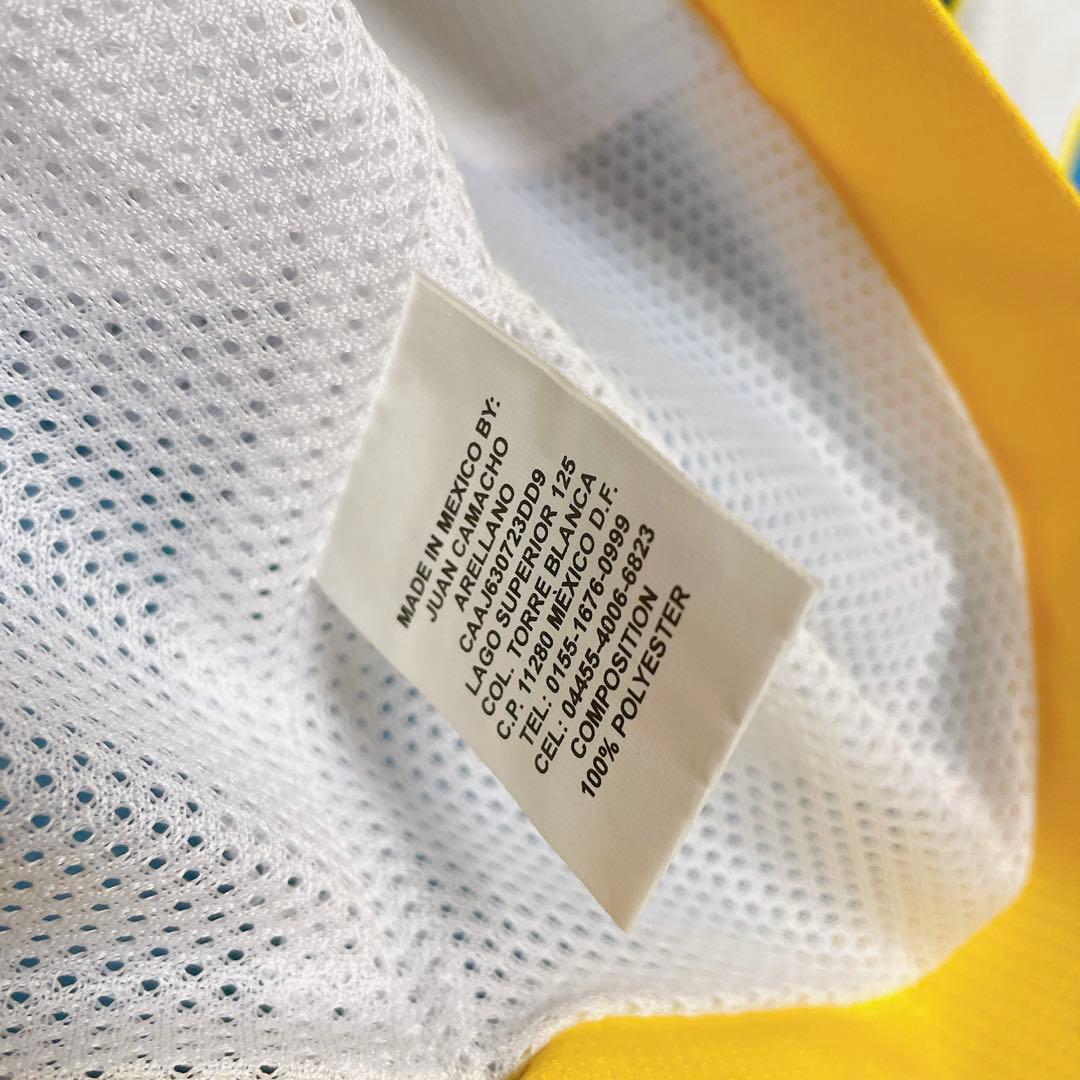 MADE IN MEXICO BY:
JUAN CAMACHO
ARELLANO
CAAJ630723DD9
LAGO SUPERIOR 125
COL. TORRE BLANCA
C.P. 11280 MÈXICO D.F.
TEL: 0155-1676-0999
CEL: 04455-4006-6823
COMPOSITION
100% POLYESTER